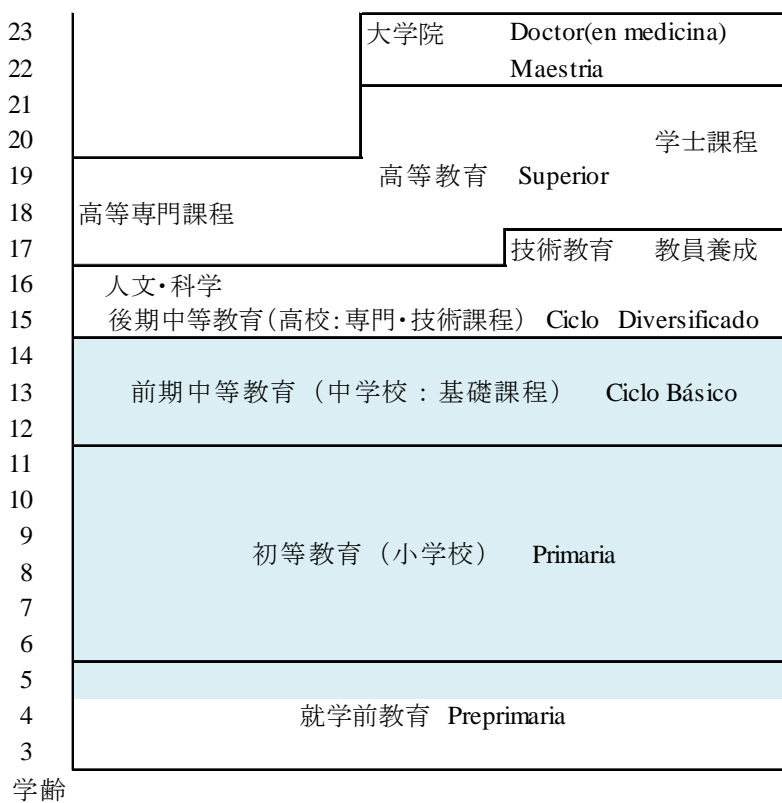 23 大学院 Doctor(en medicina)
22 Maestria
21
20 学士課程
19 高等教育 Superior
18 高等専門課程
17 技術教育 教員養成
16 人文・科学
15 後期中等教育（高校：専門・技術課程） Ciclo Diversificado
14
13 前期中等教育（中学校：基礎課程） Ciclo Básico
12
11
10
9
初等教育（小学校） Primaria
8
7
6
5
4 就学前教育 Preprimaria
3
学齢